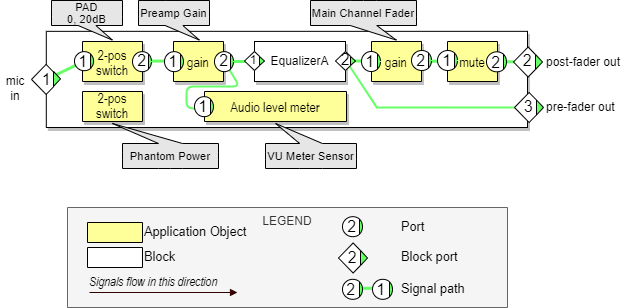 PAD
0, 20dB
Preamp Gain
Main Channel Fader
mic
in
1
1
2-pos
switch
2
1
gain
2
1
EqualizerA
2
1
gain
2
1
mute
2
2
post-fader out
2-pos
switch
1
Audio level meter
3
pre-fader out
Phantom Power
VU Meter Sensor
LEGEND
Application Object
Block
Signals flow in this direction
2
Port
2
Block port
2
1
Signal path